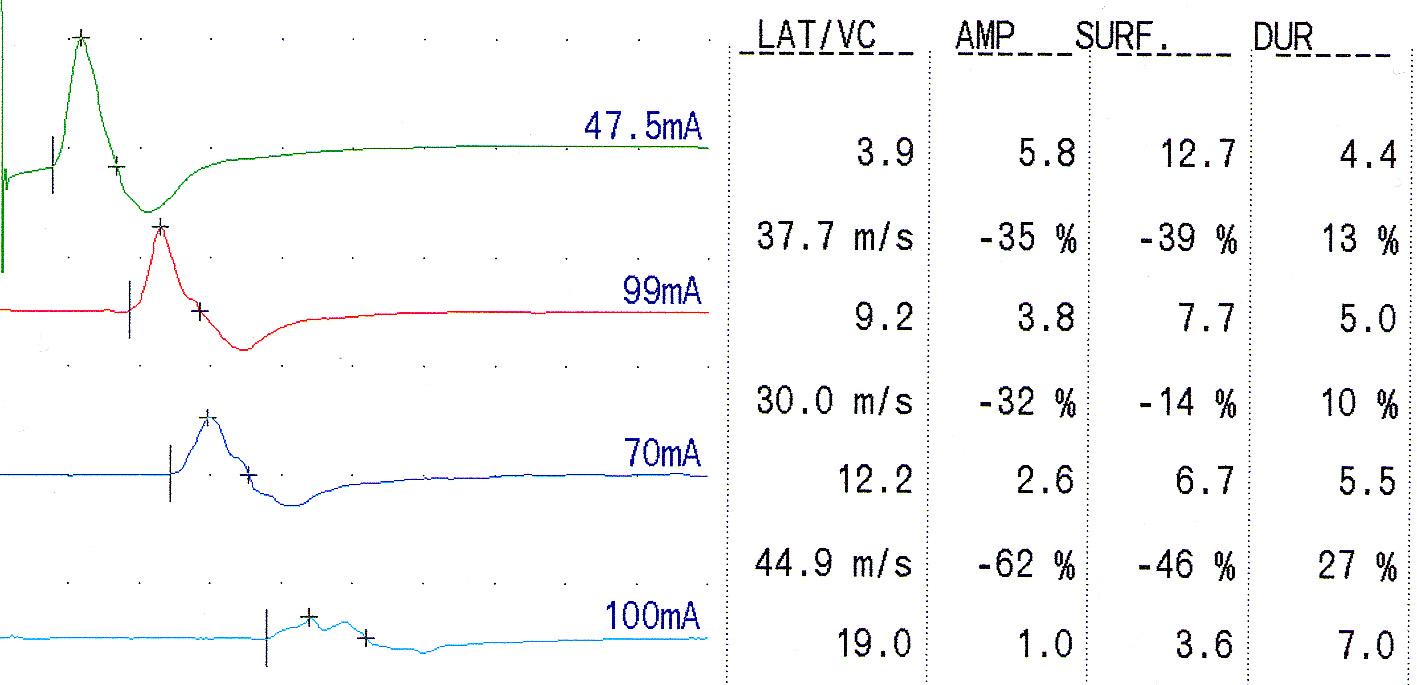 LAT/VC AMP SURF. DUR
47.5mA
3.9 5.8 12.7 4.4
37.7 m/s -35 % -39 % 13 %
99mA
9.2 3.8 7.7 5.0
30.0 m/s -32 % -14 % 10 %
70mA
12.2 2.6 6.7 5.5
44.9 m/s -62 % -46 % 27 %
100mA
19.0 1.0 3.6 7.0